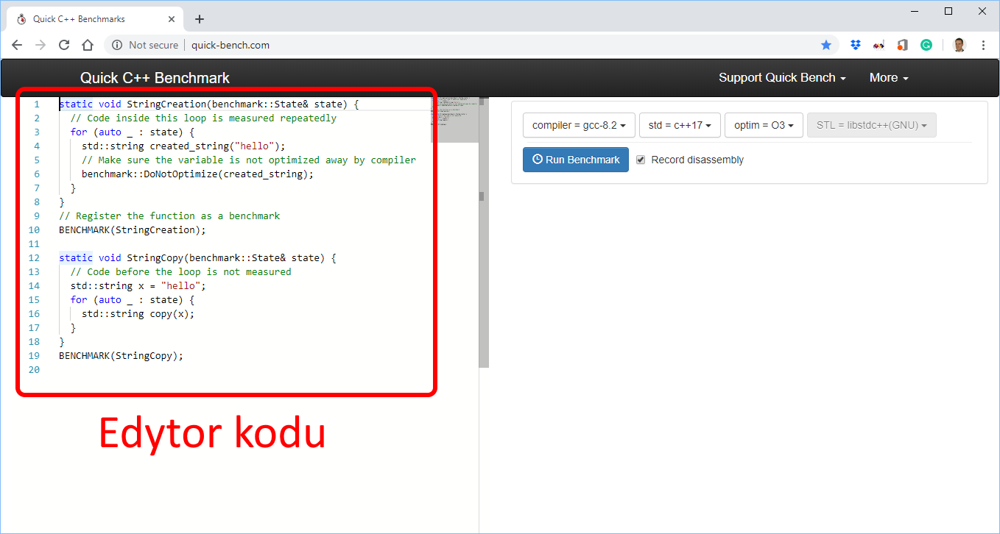 Quick C++ Benchmarks
Not secure quick-bench.com
Quick C++ Benchmark Support Quick Bench More
1 static void StringCreation(benchmark::State& state) {
2 // Code inside this loop is measured repeatedly
3 for (auto _ : state) {
4 std::string created_string("hello");
5 // Make sure the variable is not optimized away by compiler
6 benchmark::DoNotOptimize(created_string);
7 }
8 }
9 // Register the function as a benchmark
10 BENCHMARK(StringCreation);
11
12 static void StringCopy(benchmark::State& state) {
13 // Code before the loop is not measured
14 std::string x = "hello";
15 for (auto _ : state) {
16 std::string copy(x);
17 }
18 }
19 BENCHMARK(StringCopy);
20
compiler = gcc-8.2 std = c++17 optim = O3 STL = libstdc++(GNU)
Run Benchmark Record disassembly
Edytor kodu